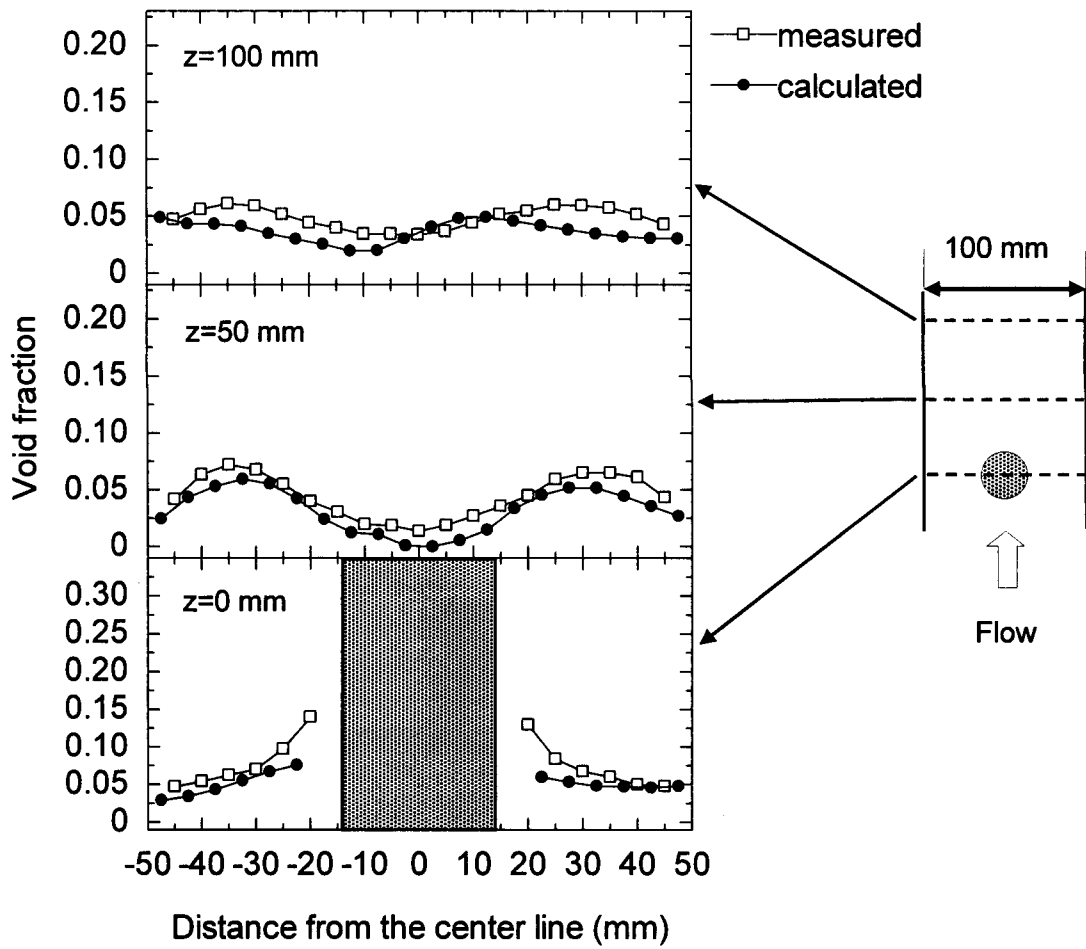 measured
calculated
z=100 mm
0.20
0.15
0.10
0.05
0
z=50 mm
0.20
0.15
0.10
0.05
0
z=0 mm
0.30
0.25
0.20
0.15
0.10
0.05
0
-50 -40 -30 -20 -10 0 10 20 30 40 50
Void fraction
Distance from the center line (mm)
100 mm
Flow